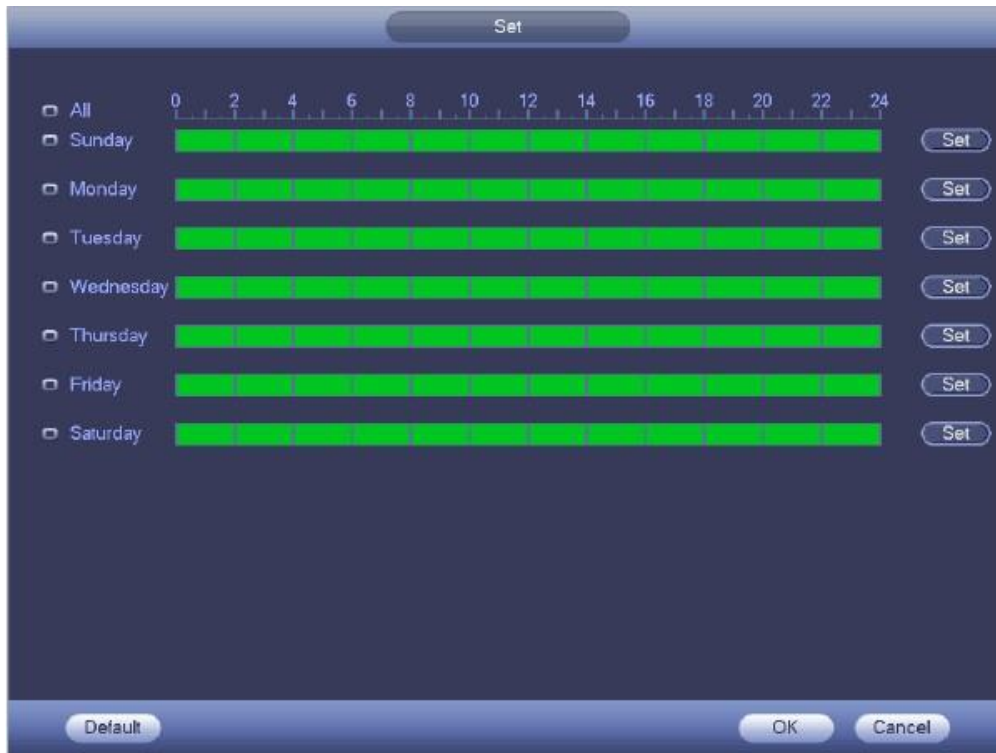 Set
All 0 2 4 6 8 10 12 14 16 18 20 22 24
Sunday Set
Monday Set
Tuesday Set
Wednesday Set
Thursday Set
Friday Set
Saturday Set
Default OK Cancel